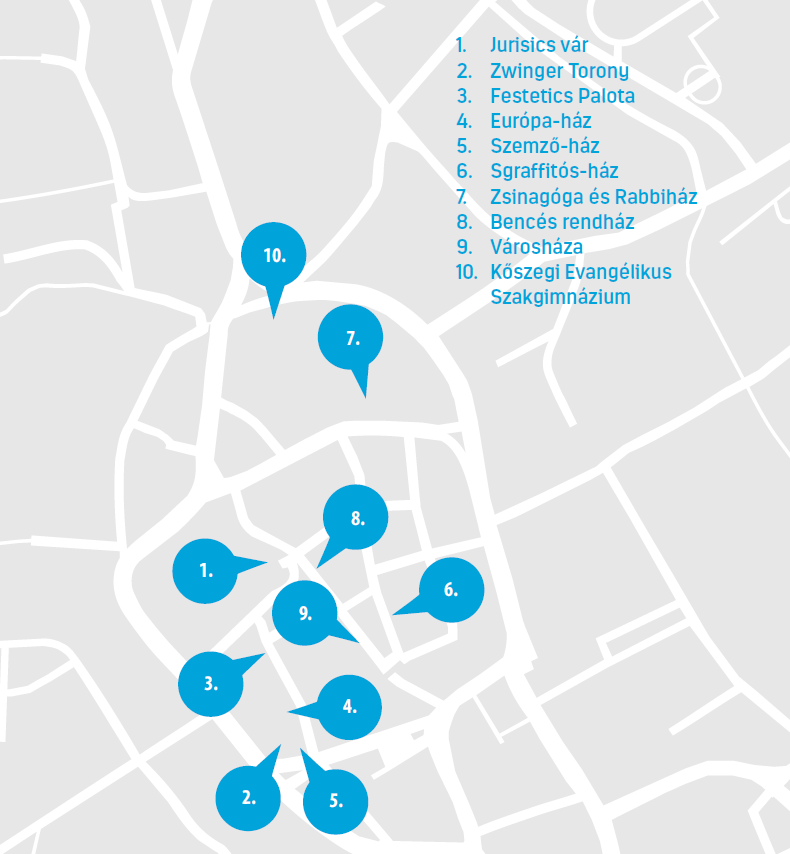 1. Jurisics vár
2. Zwinger Torony
3. Festetics Palota
4. Európa-ház
5. Szemző-ház
6. Sgraffitós-ház
7. Zsinagóga és Rabbiház
8. Bencés rendház
9. Városháza
10. Kőszegi Evangélikus
Szakgimnázium
10.
7.
8.
1.
6.
9.
3.
4.
2.
5.